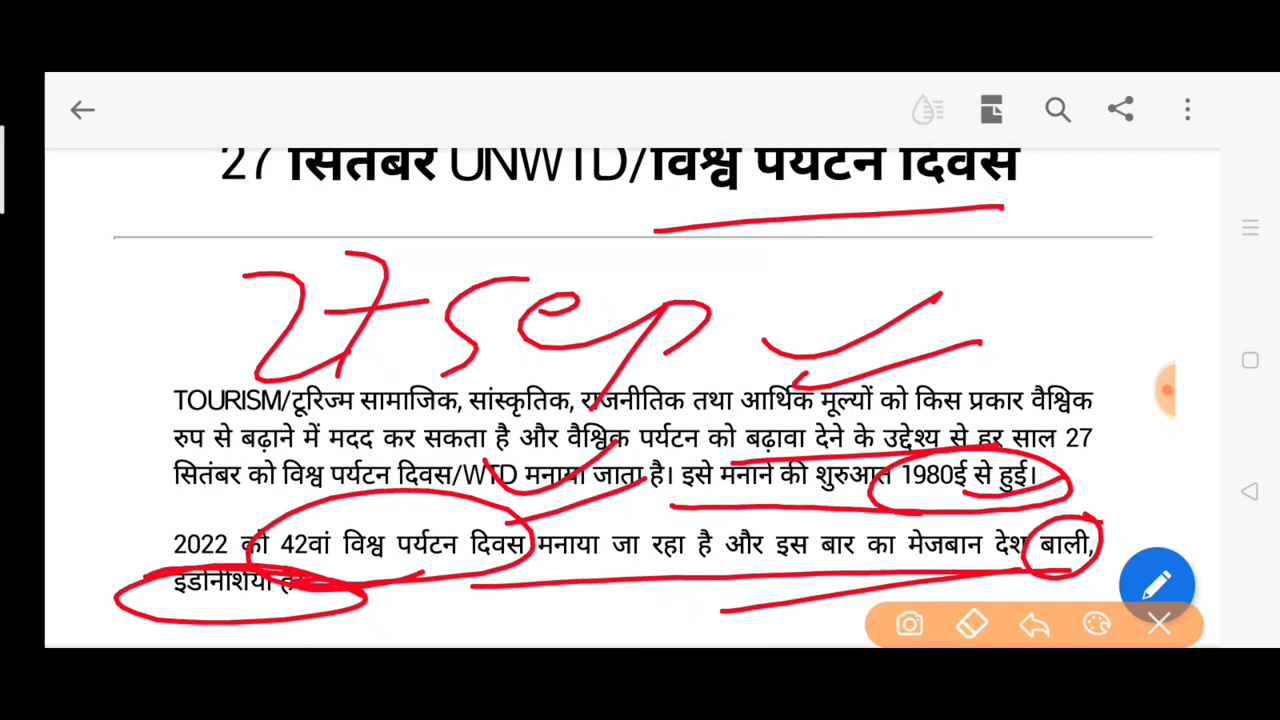 27 सितंबर UNWTD/विश्व पर्यटन दिवस
27 sep
TOURISM/टूरिज्म सामाजिक, सांस्कृतिक, राजनीतिक तथा आर्थिक मूल्यों को किस प्रकार वैश्विक
रुप से बढ़ाने में मदद कर सकता है और वैश्विक पर्यटन को बढ़ावा देने के उद्देश्य से हर साल 27
सितंबर को विश्व पर्यटन दिवस/WTD मनाया जाता है। इसे मनाने की शुरुआत 1980ई से हुई।
2022 को 42वां विश्व पर्यटन दिवस मनाया जा रहा है और इस बार का मेजबान देश बाली,
इंडोनेशिया है।